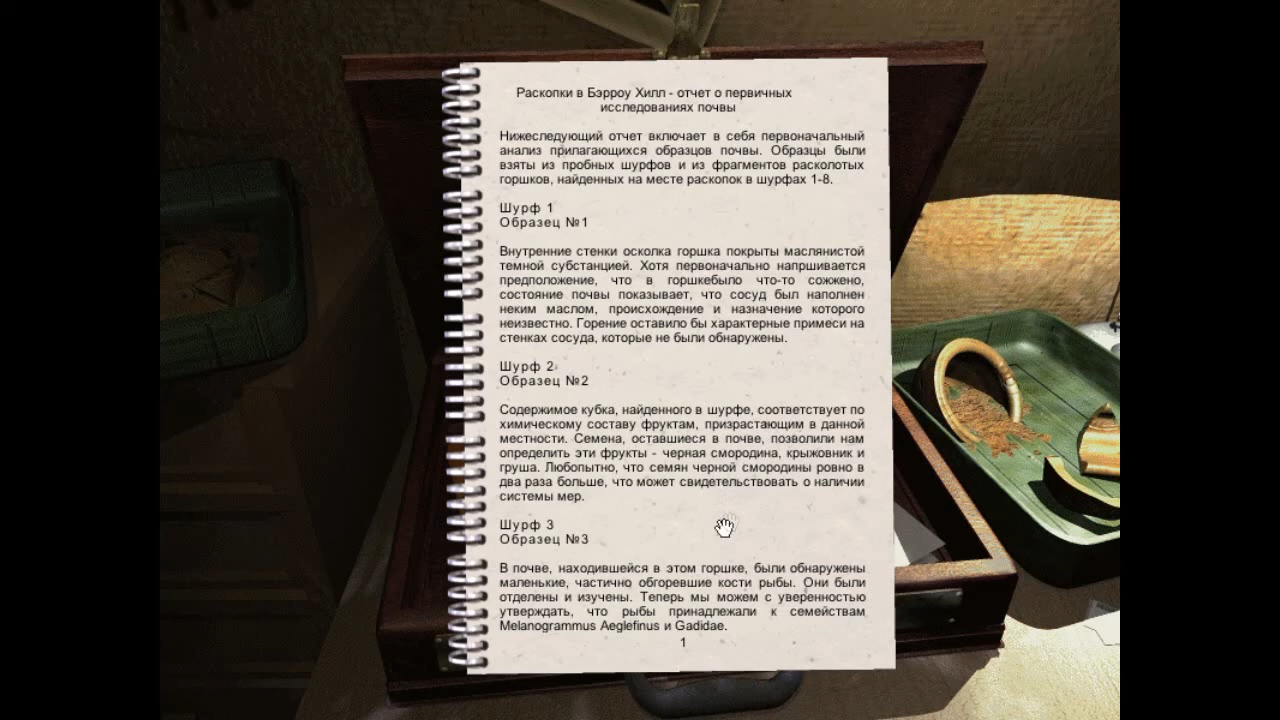 Раскопки в Бэрроу Хилл - отчет о первичных
исследованиях почвы
Нижеследующий отчет включает в себя первоначальный
анализ прилагающихся образцов почвы. Образцы были
взяты из пробных шурфов и из фрагментов расколотых
горшков, найденных на месте раскопок в шурфах 1-8.
Шурф 1
Образец №1
Внутренние стенки осколка горшка покрыты маслянистой
темной субстанцией. Хотя первоначально напршивается
предположение, что в горшкебыло что-то сожжено,
состояние почвы показывает, что сосуд был наполнен
неким маслом, происхождение и назначение которого
неизвестно. Горение оставило бы характерные примеси на
стенках сосуда, которые не были обнаружены.
Шурф 2
Образец №2
Содержимое кубка, найденного в шурфе, соответствует по
химическому составу фруктам, призрастающим в данной
местности. Семена, оставшиеся в почве, позволили нам
определить эти фрукты - черная смородина, крыжовник и
груша. Любопытно, что семян черной смородины ровно в
два раза больше, что может свидетельствовать о наличии
системы мер.
Шурф 3
Образец №3
В почве, находившейся в этом горшке, были обнаружены
маленькие, частично обгоревшие кости рыбы. Они были
отделены и изучены. Теперь мы можем с уверенностью
утверждать, что рыбы принадлежали к семействам
Melanogrammus Aeglefinus и Gadidae.
1